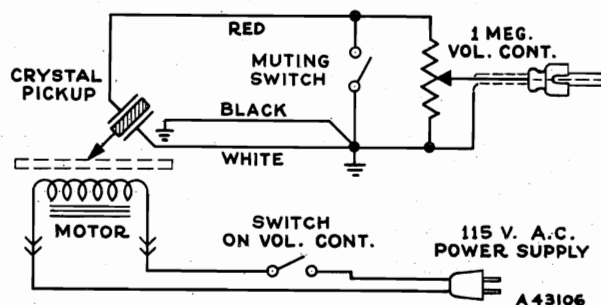 RED
1 MEG.
VOL. CONT.
MUTING
SWITCH
CRYSTAL
PICKUP
BLACK
WHITE
MOTOR
SWITCH
ON VOL. CONT.
115 V. A.C.
POWER SUPPLY
A 43106